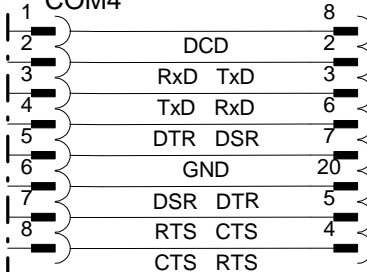 COM4
1 8
DCD
2 2
RxD TxD
3 3
TxD RxD
4 6
DTR DSR
5 7
GND
6 20
DSR DTR
7 5
RTS CTS
8 4
CTS RTS